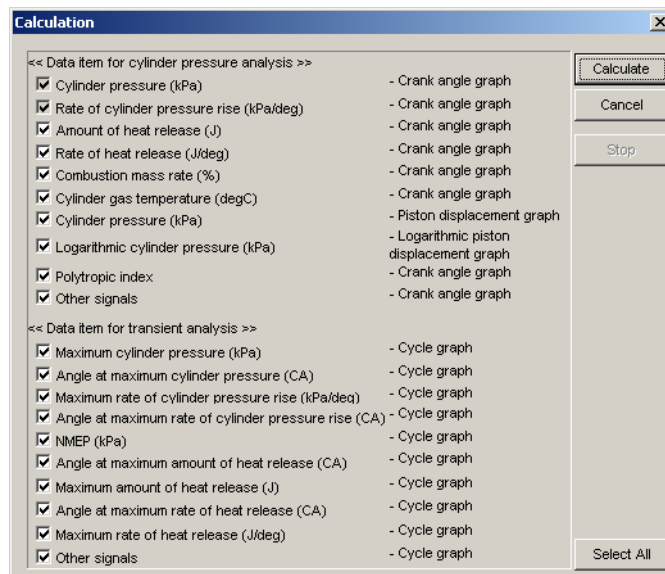 Calculation
<< Data item for cylinder pressure analysis >>
Cylinder pressure (kPa) - Crank angle graph
Rate of cylinder pressure rise (kPa/deg) - Crank angle graph
Amount of heat release (J) - Crank angle graph
Rate of heat release (J/deg) - Crank angle graph
Combustion mass rate (%) - Crank angle graph
Cylinder gas temperature (degC) - Crank angle graph
Cylinder pressure (kPa) - Piston displacement graph
Logarithmic cylinder pressure (kPa) - Logarithmic piston
displacement graph
Polytropic index - Crank angle graph
Other signals - Crank angle graph
<< Data item for transient analysis >>
Maximum cylinder pressure (kPa) - Cycle graph
Angle at maximum cylinder pressure (CA) - Cycle graph
Maximum rate of cylinder pressure rise (kPa/deg) - Cycle graph
Angle at maximum rate of cylinder pressure rise (CA) - Cycle graph
NMEP (kPa) - Cycle graph
Angle at maximum amount of heat release (CA) - Cycle graph
Maximum amount of heat release (J) - Cycle graph
Angle at maximum rate of heat release (CA) - Cycle graph
Maximum rate of heat release (J/deg) - Cycle graph
Other signals - Cycle graph
Calculate
Cancel
Stop
Select All